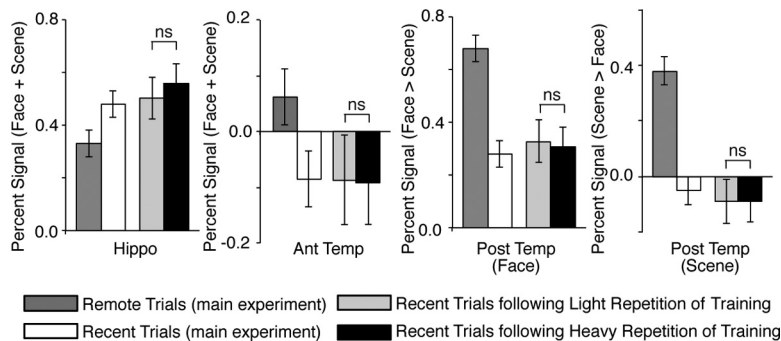 Percent Signal (Face + Scene)
0.8
0.4
0.0
ns
Hippo
Percent Signal (Face + Scene)
0.2
0.0
-0.2
ns
Ant Temp
Percent Signal (Face > Scene)
0.8
0.4
0.0
ns
Post Temp
(Face)
Percent Signal (Scene > Face)
0.4
0.0
ns
Post Temp
(Scene)
Remote Trials (main experiment)
Recent Trials following Light Repetition of Training
Recent Trials (main experiment)
Recent Trials following Heavy Repetition of Training